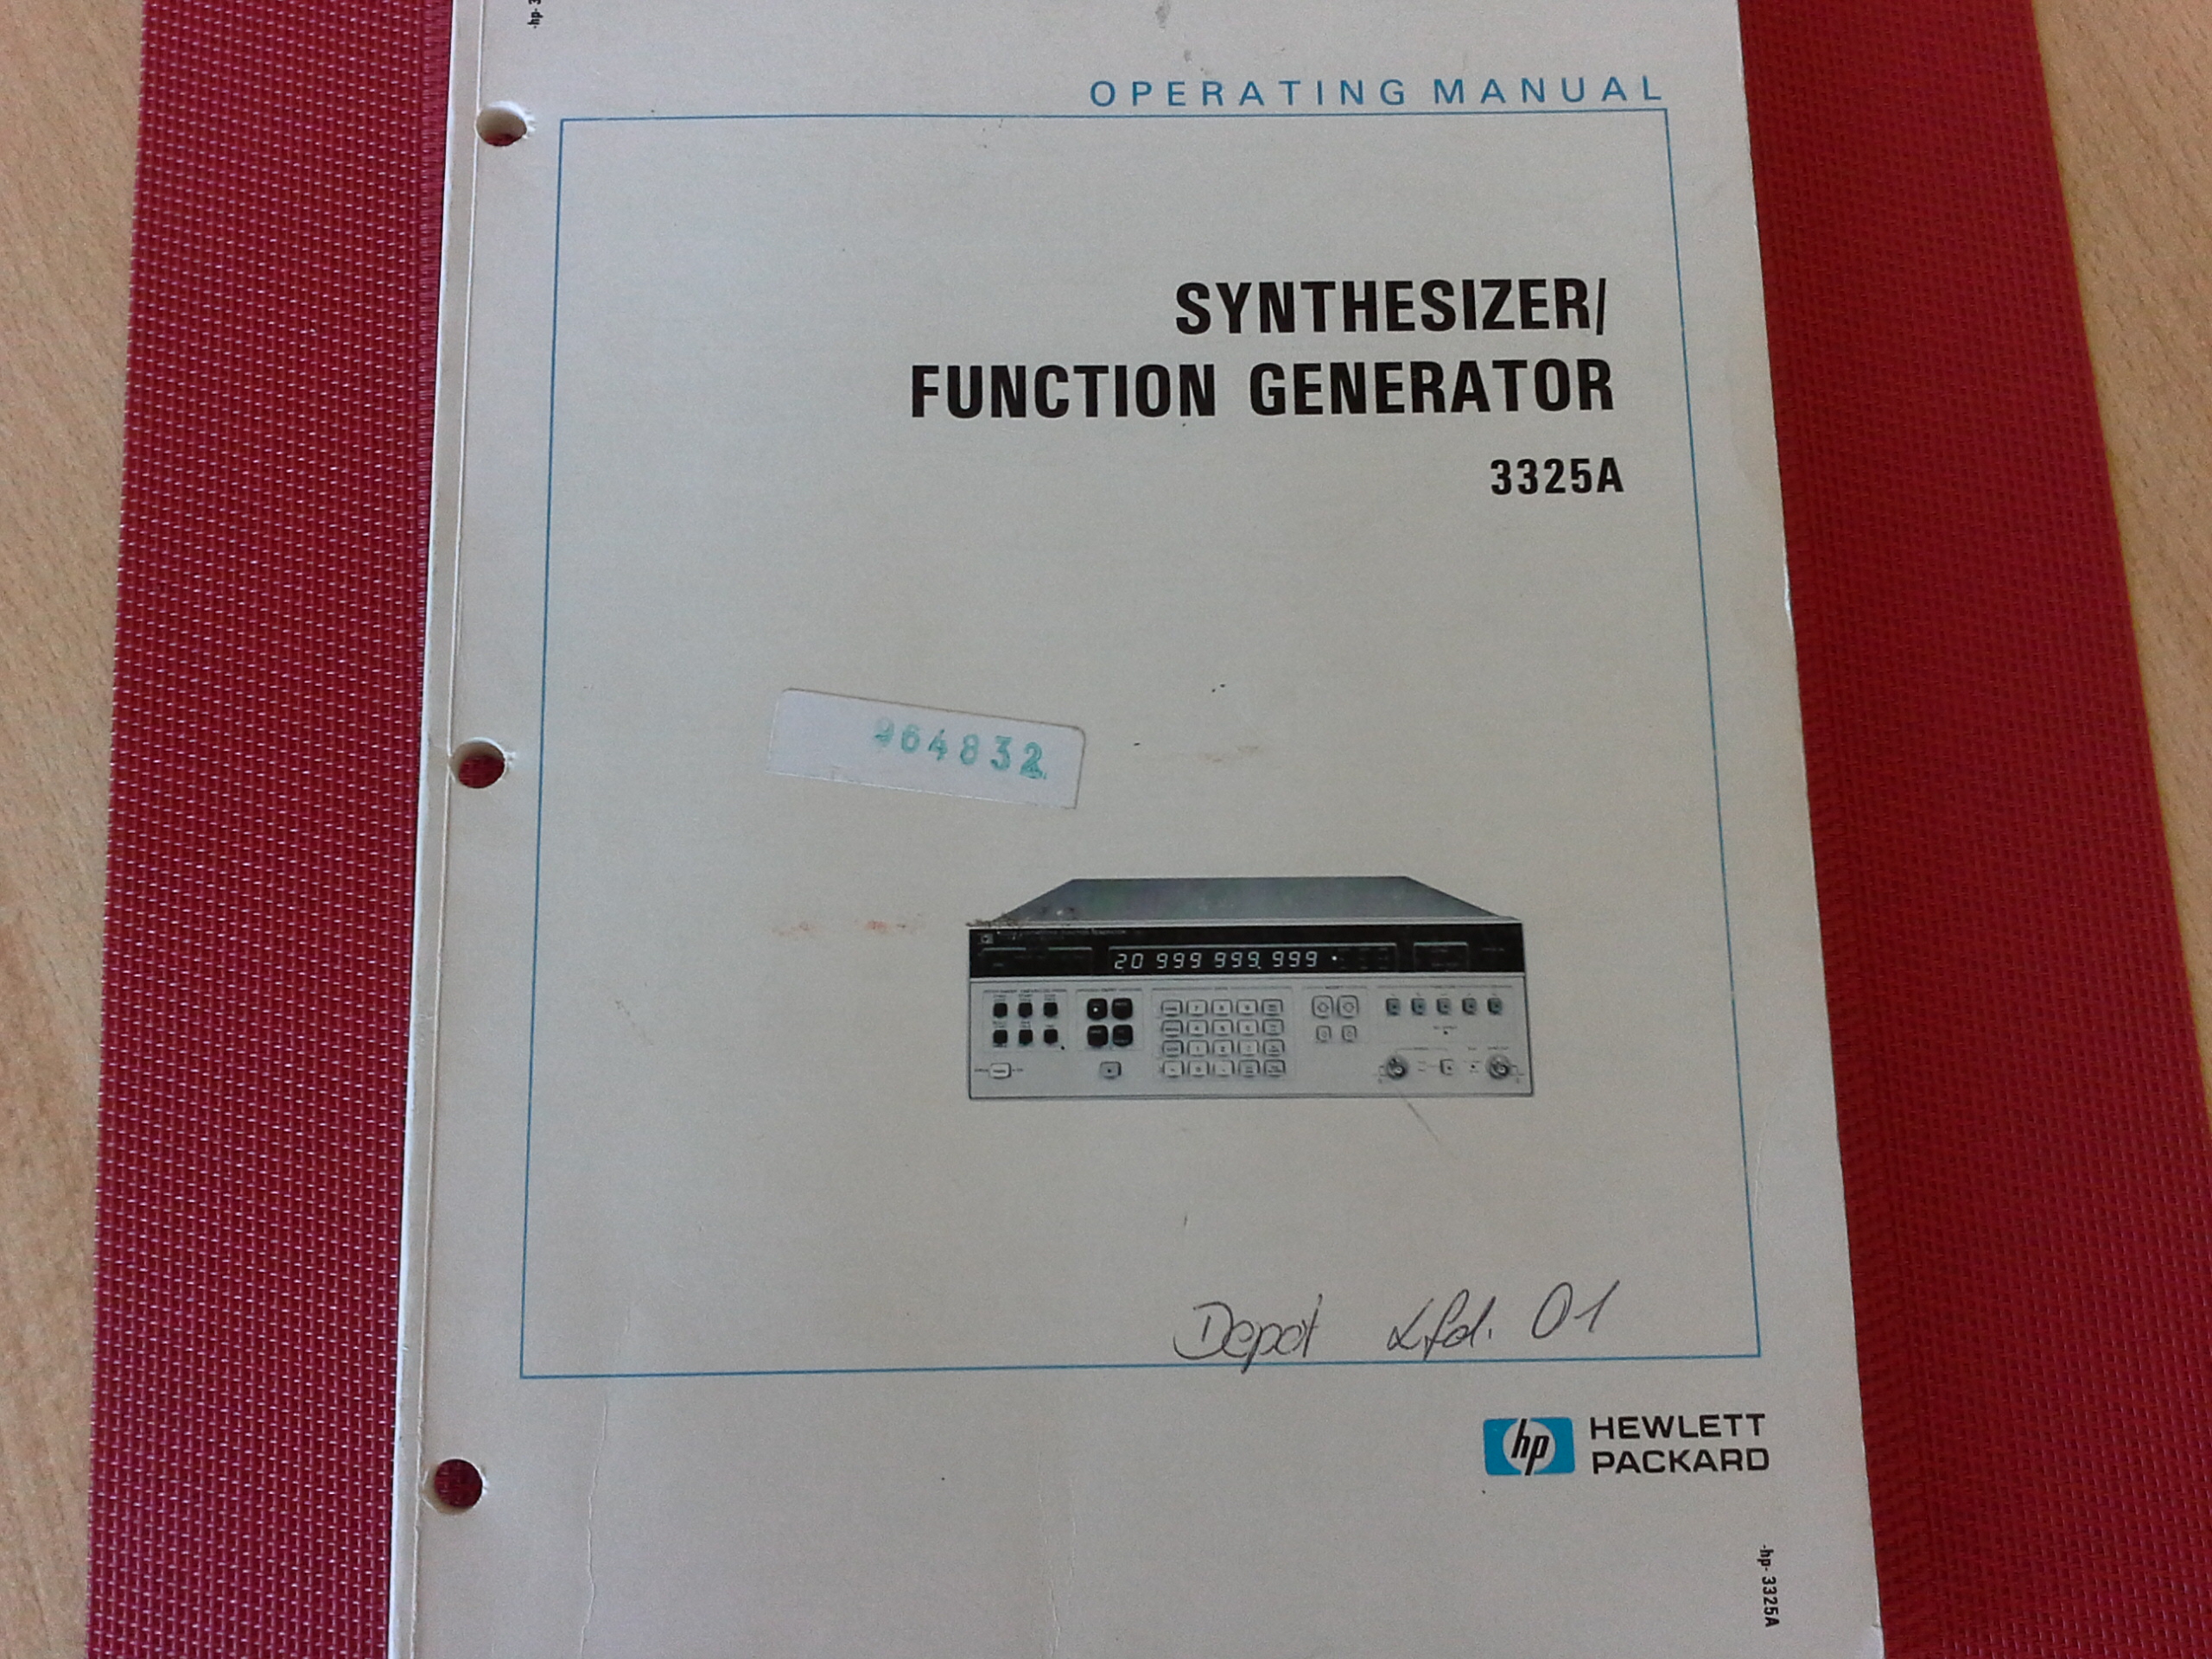 OPERATING MANUAL
SYNTHESIZER/
FUNCTION GENERATOR
3325A
964832
20 999 999.999
Depot Lfd. 01
hp HEWLETT
PACKARD
-hp- 3325A